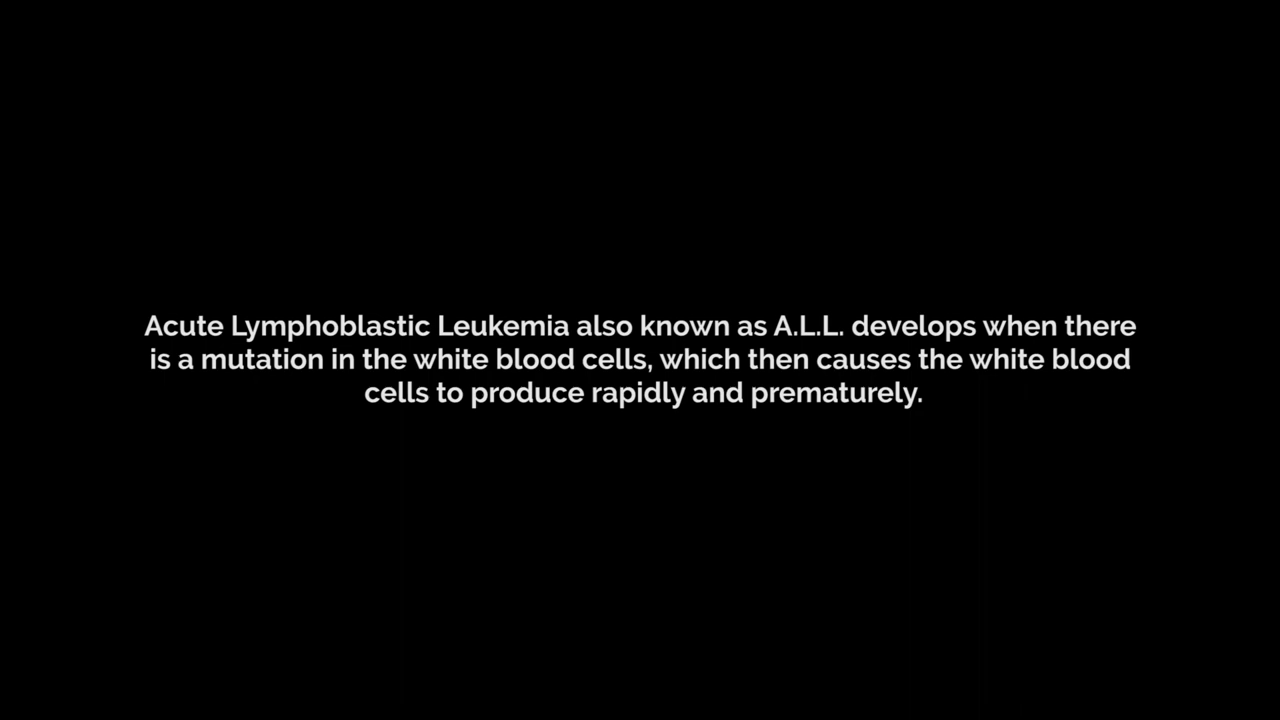 Acute Lymphoblastic Leukemia also known as A.L.L. develops when there
is a mutation in the white blood cells, which then causes the white blood
cells to produce rapidly and prematurely.